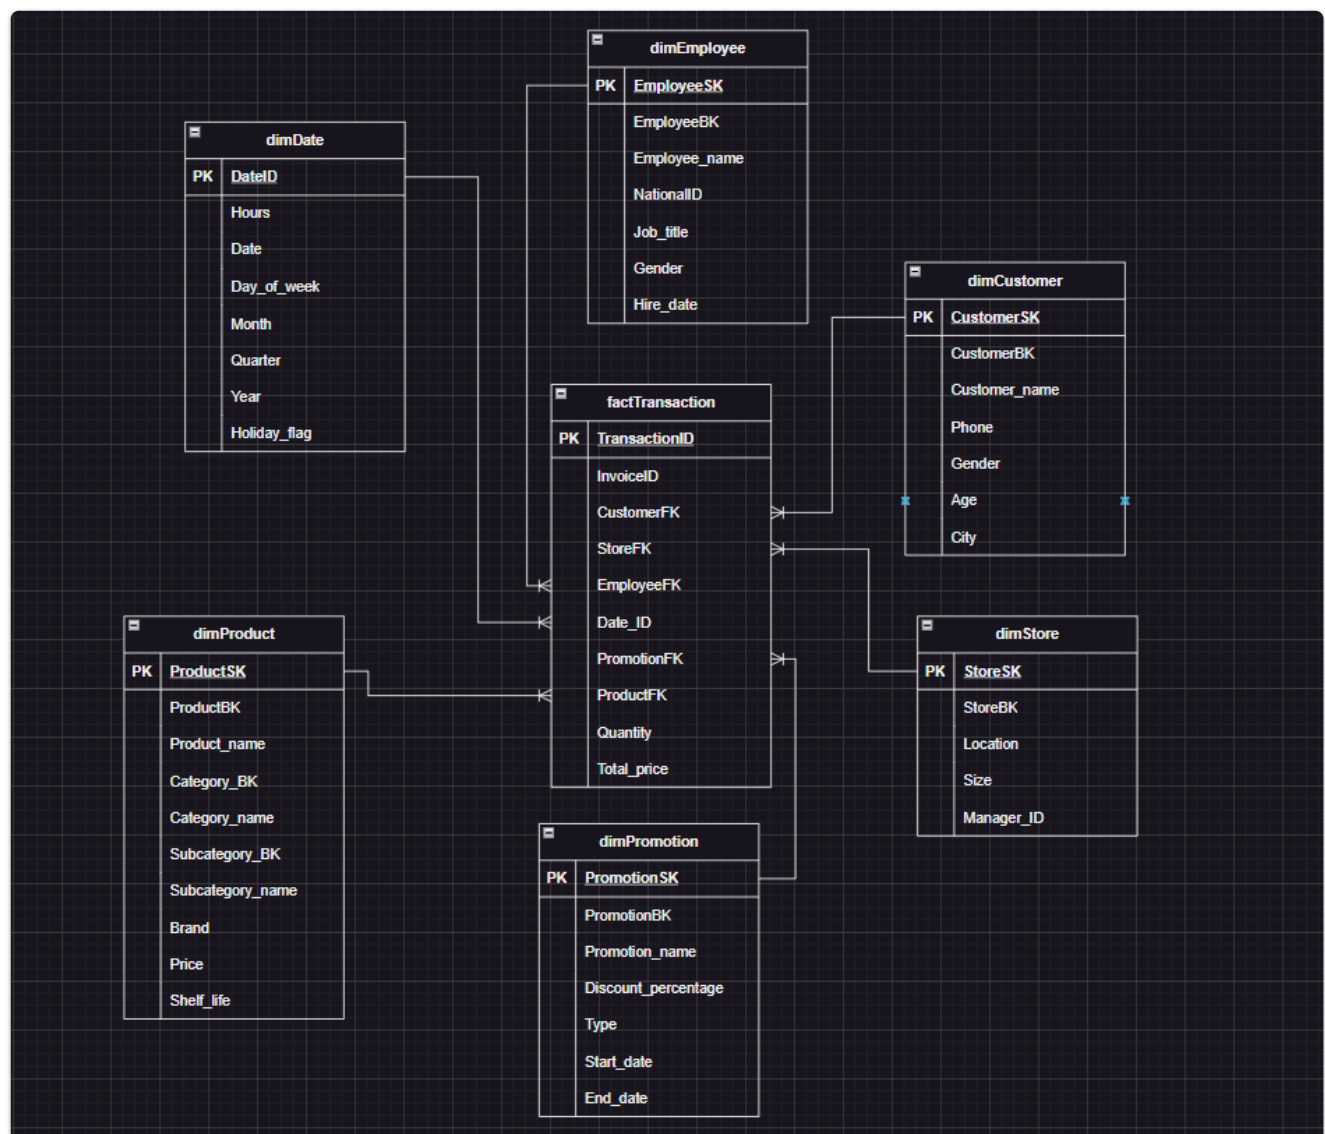 dimEmployee
PK EmployeeSK
EmployeeBK
Employee_name
NationalID
Job_title
Gender
Hire_date
dimDate
PK DateID
Hours
Date
Day_of_week
Month
Quarter
Year
Holiday_flag
dimCustomer
PK CustomerSK
CustomerBK
Customer_name
Phone
Gender
Age
City
factTransaction
PK TransactionID
InvoiceID
CustomerFK
StoreFK
EmployeeFK
Date_ID
PromotionFK
ProductFK
Quantity
Total_price
dimProduct
PK ProductSK
ProductBK
Product_name
Category_BK
Category_name
Subcategory_BK
Subcategory_name
Brand
Price
Shelf_life
dimStore
PK StoreSK
StoreBK
Location
Size
Manager_ID
dimPromotion
PK PromotionSK
PromotionBK
Promotion_name
Discount_percentage
Type
Start_date
End_date